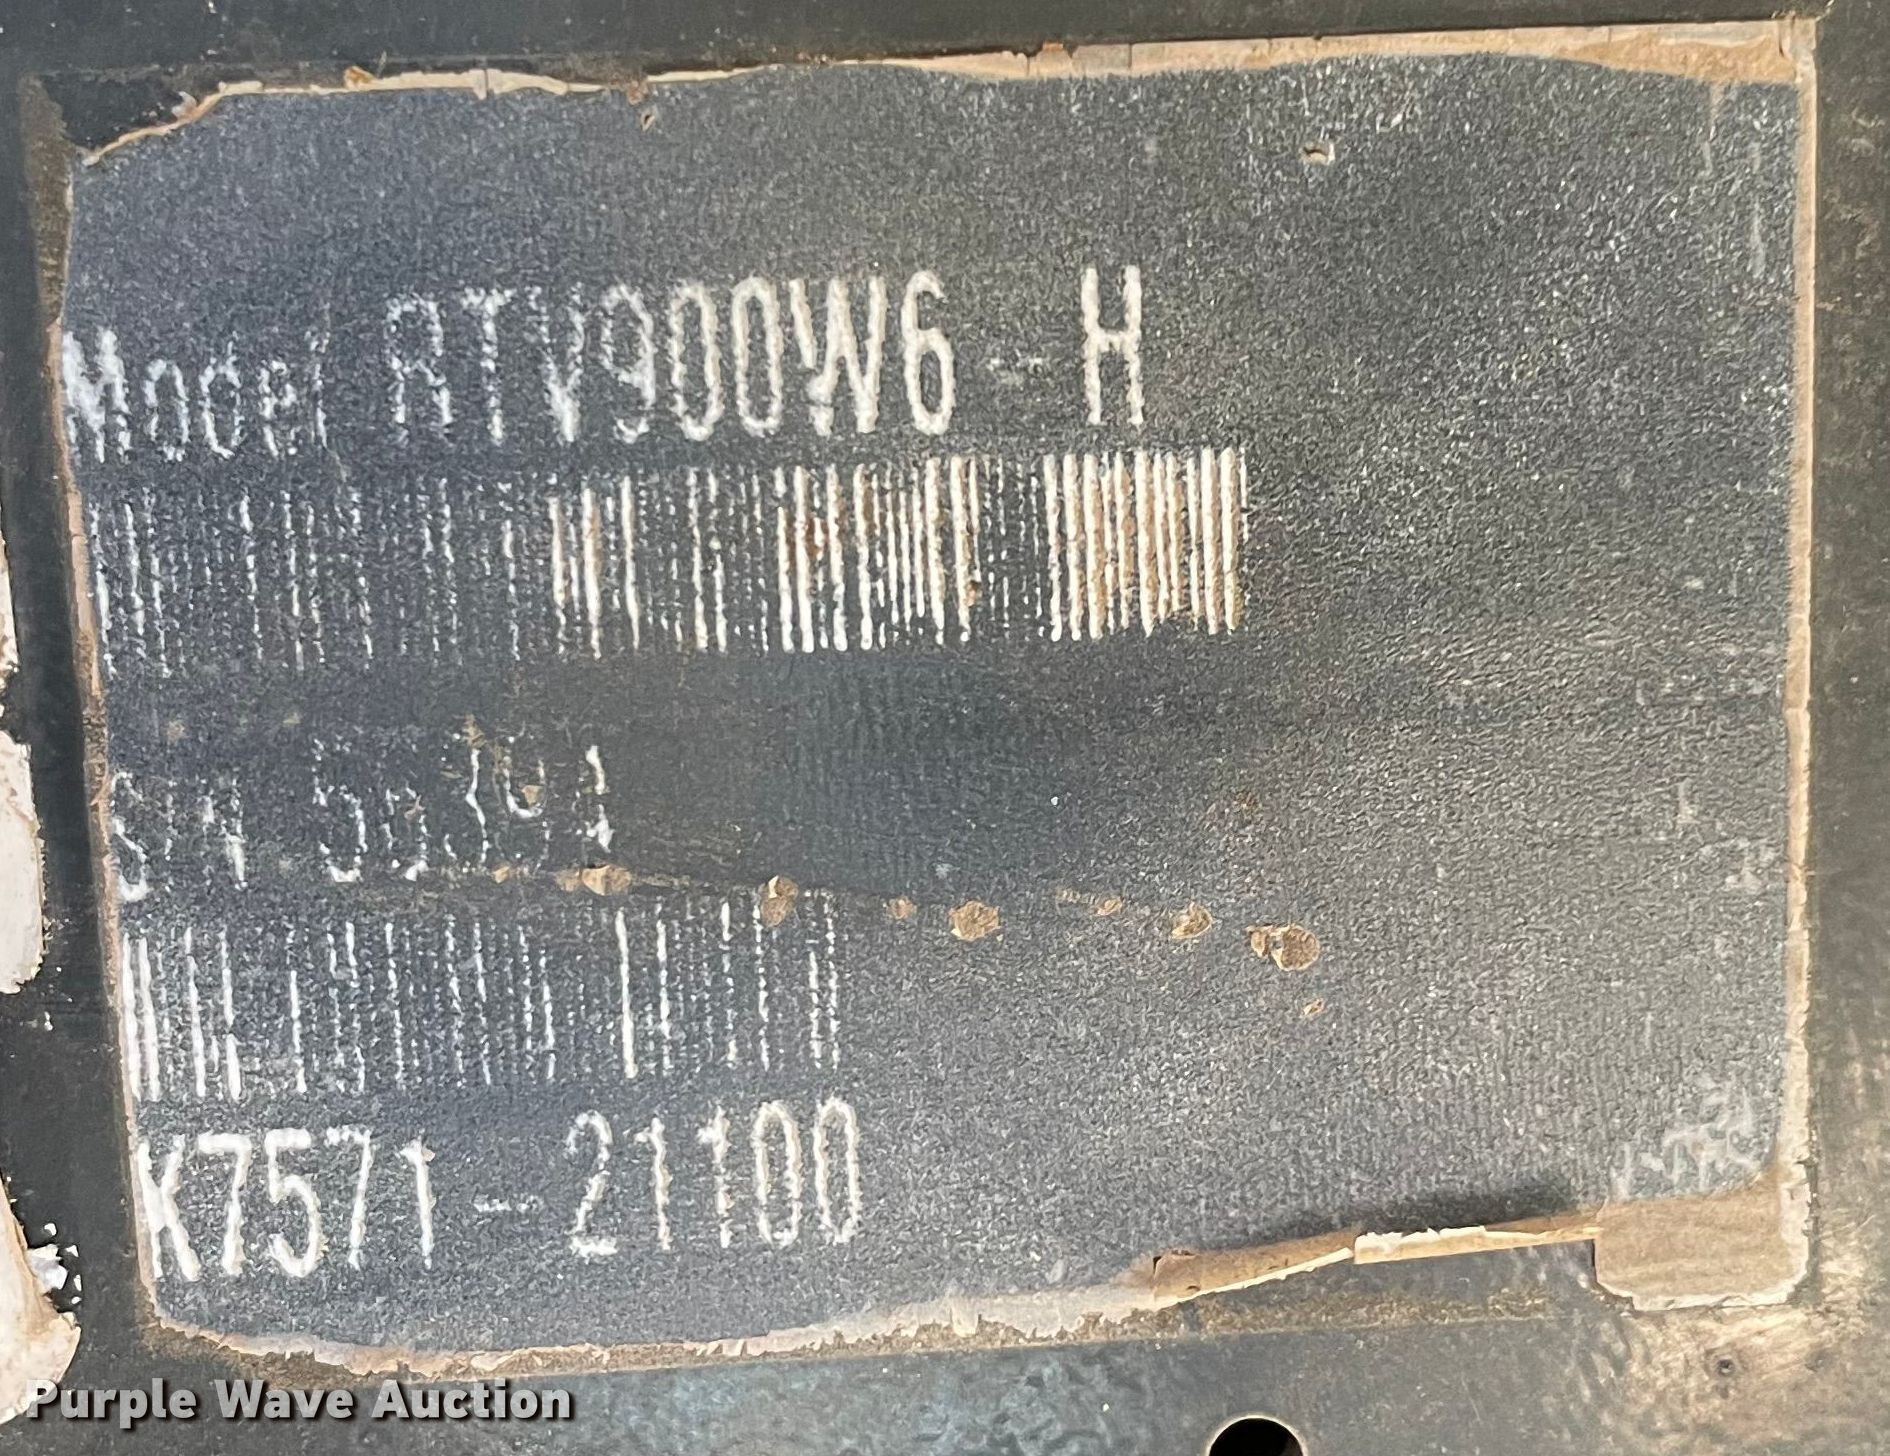 Model RTV900W6-H
S/N
K7571-21100
Purple Wave Auction